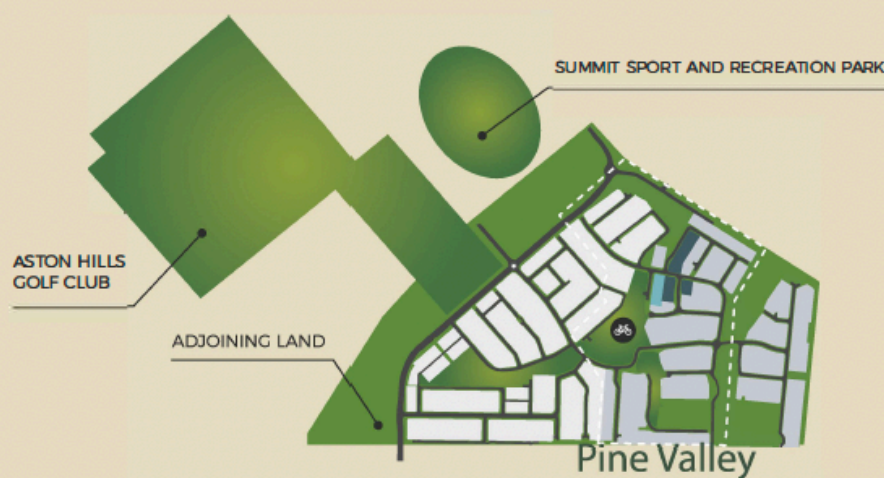 SUMMIT SPORT AND RECREATION PARK
ASTON HILLS
GOLF CLUB
ADJOINING LAND
Pine Valley